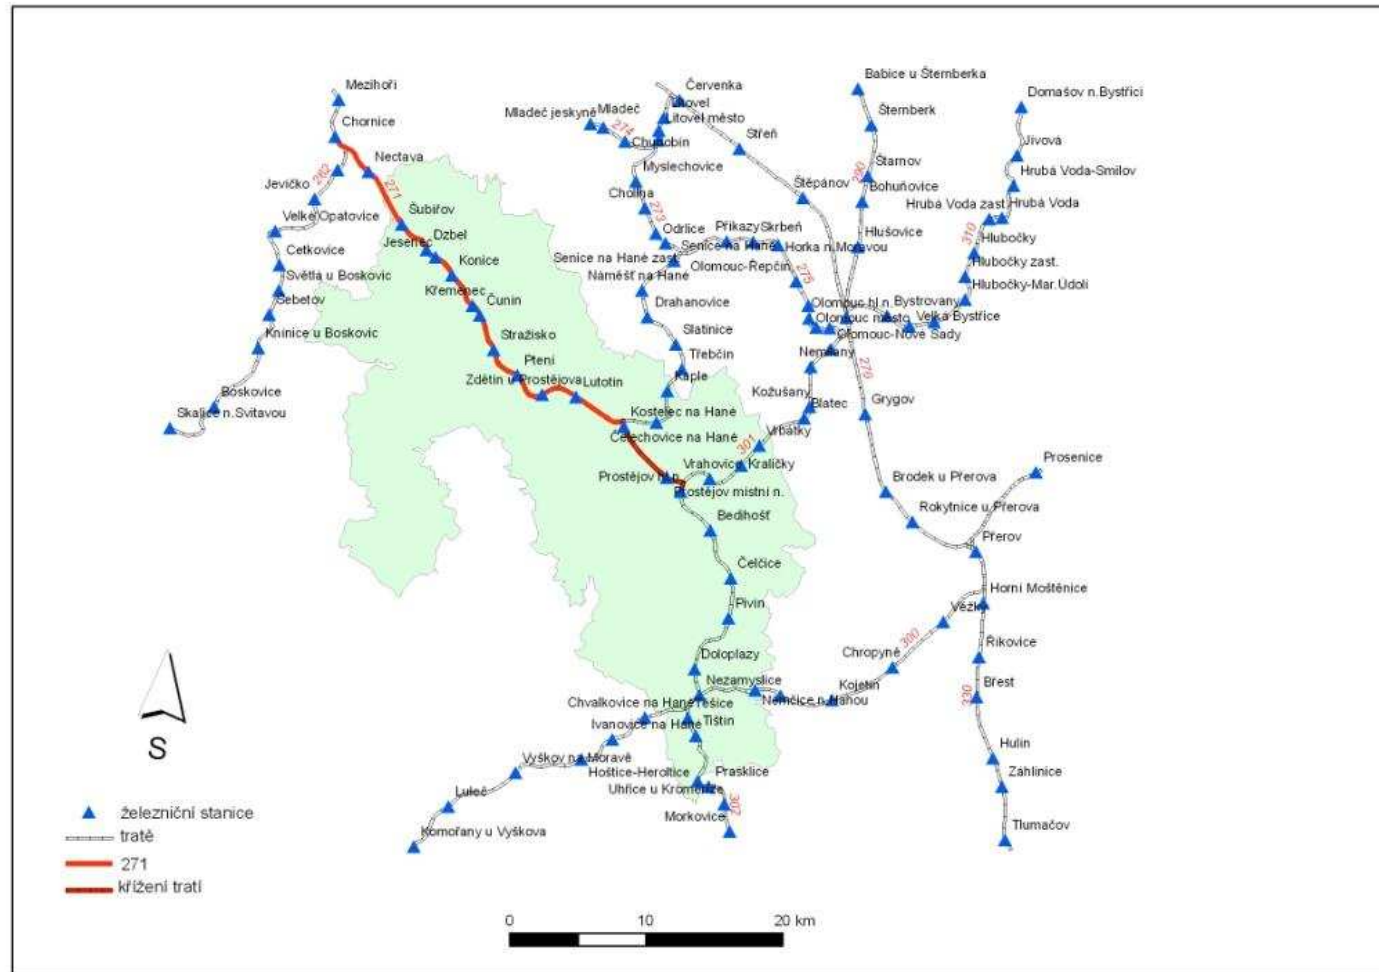 Mezihoří
Chornice
Nectava
271
Jevíčko
262
Velke Opatovice
Cetkovice
Světla u Boskovic
Šebetov
Kninice u Boskovic
Boskovice
Skalice n.Svitavou
Šubiřov
Jesenec
Dzbel
Konice
Křemenec
Čunín
Stražisko
Ptení
Zdětín u Prostějova
Lutotin
Kostelec na Hané
Čelechovice na Hané
Prostějov hl.n.
Prostějov místní n.
Vrahovice
Kraličky
301
Vrbátky
Blatec
Kožušany
Nemilany
Bedihošť
Čelčice
Pivín
Doloplazy
Nezamyslice
Němčice n.Hanou
Kojetín
Chropyně
300
Věžky
Chvalkovice na Hané
Těšice
Tištín
Ivanovice na Hané
Vyškov na Moravě
Hoštice-Heroltice
Luleč
Komořany u Vyškova
Prasklice
Uhřice u Kroměříže
302
Morkovice
Červenka
Litovel
Litovel město
Mladeč jeskyně
Mladeč
274
Chudobín
Myslechovice
Cholina
273
Odrlice
Senice na Hané
Senice na Hané zast.
Náměšť na Hané
Drahanovice
Slatinice
Třebčín
Kaple
Příkazy
Skrbeň
Horka n.Moravou
275
Olomouc-Řepčín
Olomouc hl.n.
Olomouc město
Olomouc-Nové Sady
Střeň
Štěpánov
Babice u Šternberka
Šternberk
Štarnov
290
Bohuňovice
Hlušovice
Domašov n.Bystřicí
Jívová
Hrubá Voda-Smilov
Hrubá Voda
Hrubá Voda zast.
310
Hlubočky
Hlubočky zast.
Hlubočky-Mar.Údolí
Bystrovany
Velká Bystřice
270
Grygov
Brodek u Přerova
Rokytnice u Přerova
Prosenice
Přerov
Horní Moštěnice
Říkovice
330
Břest
Hulín
Záhlinice
Tlumačov
S
železniční stanice
tratě
271
křížení tratí
0 10 20 km